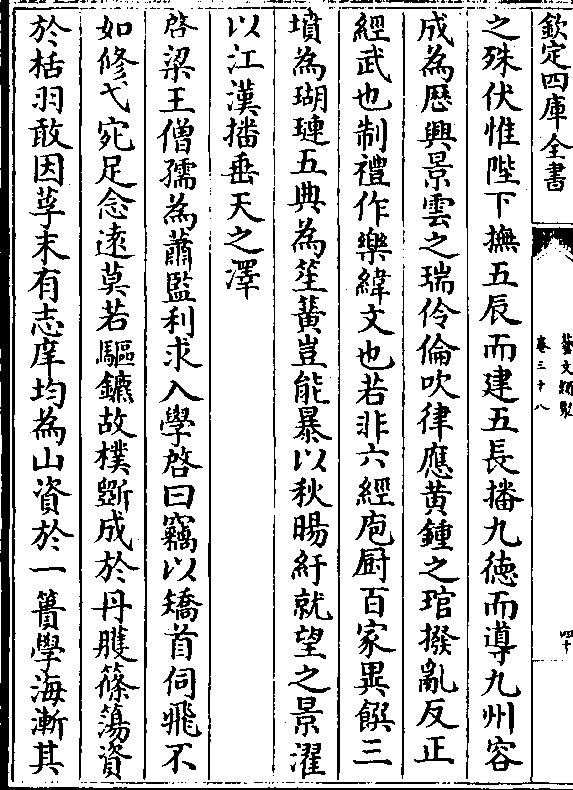 欽定四庫全書
藝文類聚
卷三十八
四十
之殊伏惟陛下撫五辰而建五長播九德而導九州容
成為歷興景雲之瑞伶倫吹律應黃鍾之琯撥亂反正
經武也制禮作樂緯文也若非六經庖厨百家異饌三
墳為瑚璉五典為笙簧豈能暴以秋暘紆就望之景濯
以江漢播垂天之澤
啓梁王僧孺為蕭監利求入學啓曰竊以矯首伺飛不
如修弋宛足念遠莫若驅鑣故樸斵成於丹雘篠簜資
於栝羽敢因莩末有志庠均為山資於一簣學海漸其